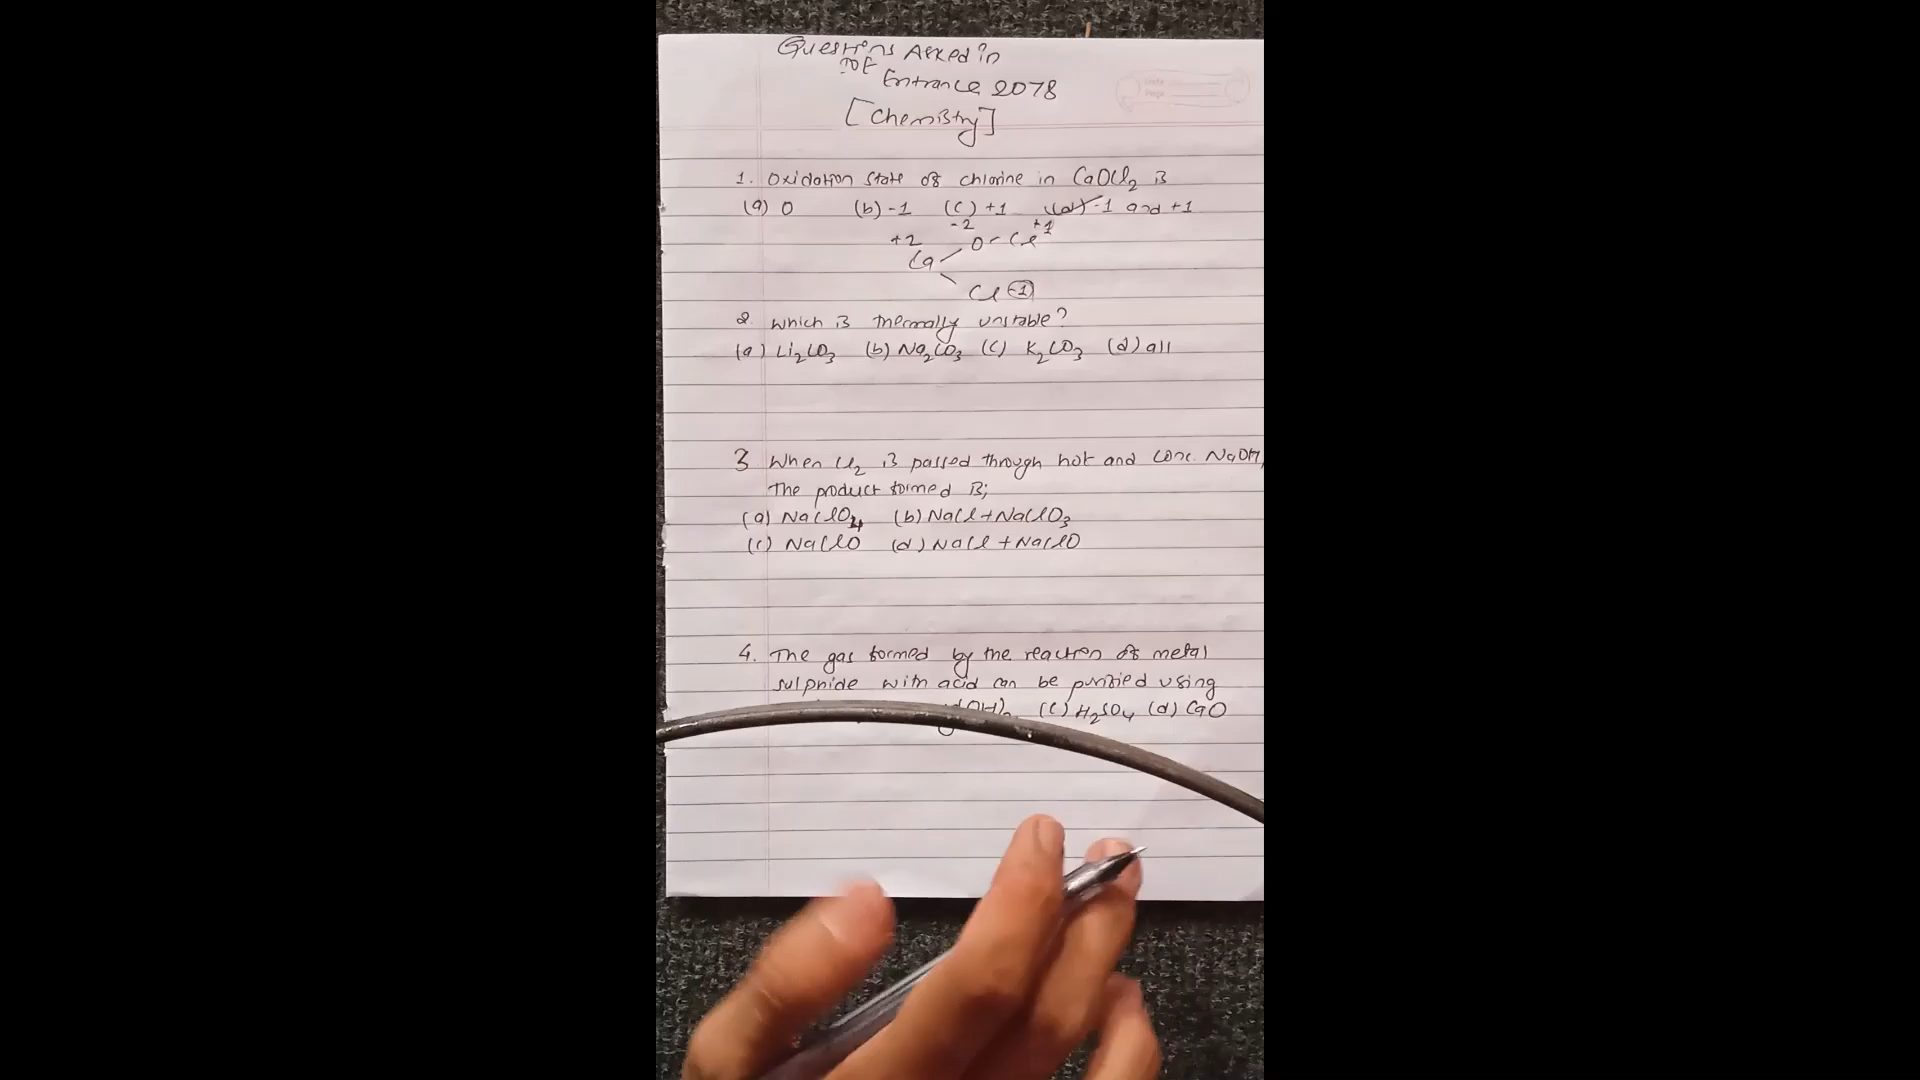 Questions Asked in
IOE
Entrance 2078
[Chemistry]
1. Oxidation state of chlorine in CaOCl2 is
(a) 0 (b) -1 (c) +1 (d) -1 and +1
-2 +1
+2 O-Cl
Ca
Cl -1
2. Which is thermally unstable?
(a) Li2CO3 (b) Na2CO3 (c) K2CO3 (d) all
3 When Cl2 is passed through hot and conc. NaOH,
the product formed is;
(a) NaClO4 (b) NaCl+NaClO3
(c) NaClO (d) NaCl+NaClO
4. The gas formed by the reaction of metal
sulphide with acid can be purified using
(OH)2 (c) H2SO4 (d) CaO